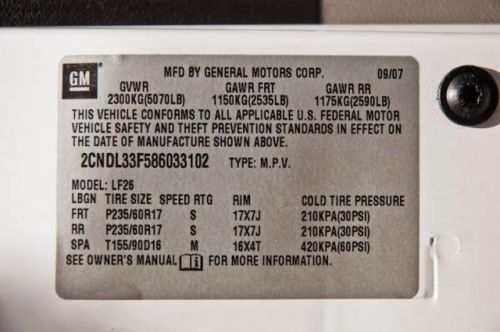 GM
MFD BY GENERAL MOTORS CORP. 09/07
GVWR GAWR FRT GAWR RR
2300KG(5070LB) 1150KG(2535LB) 1175KG(2590LB)
THIS VEHICLE CONFORMS TO ALL APPLICABLE U.S. FEDERAL MOTOR
VEHICLE SAFETY AND THEFT PREVENTION STANDARDS IN EFFECT ON
THE DATE OF MANUFACTURE SHOWN ABOVE.
2CNDL33F586033102 TYPE: M.P.V.
MODEL: LF26
LBGN TIRE SIZE SPEED RTG RIM COLD TIRE PRESSURE
FRT P235/60R17 S 17X7J 210KPA(30PSI)
RR P235/60R17 S 17X7J 210KPA(30PSI)
SPA T155/90D16 M 16X4T 420KPA(60PSI)
SEE OWNER'S MANUAL i FOR MORE INFORMATION.